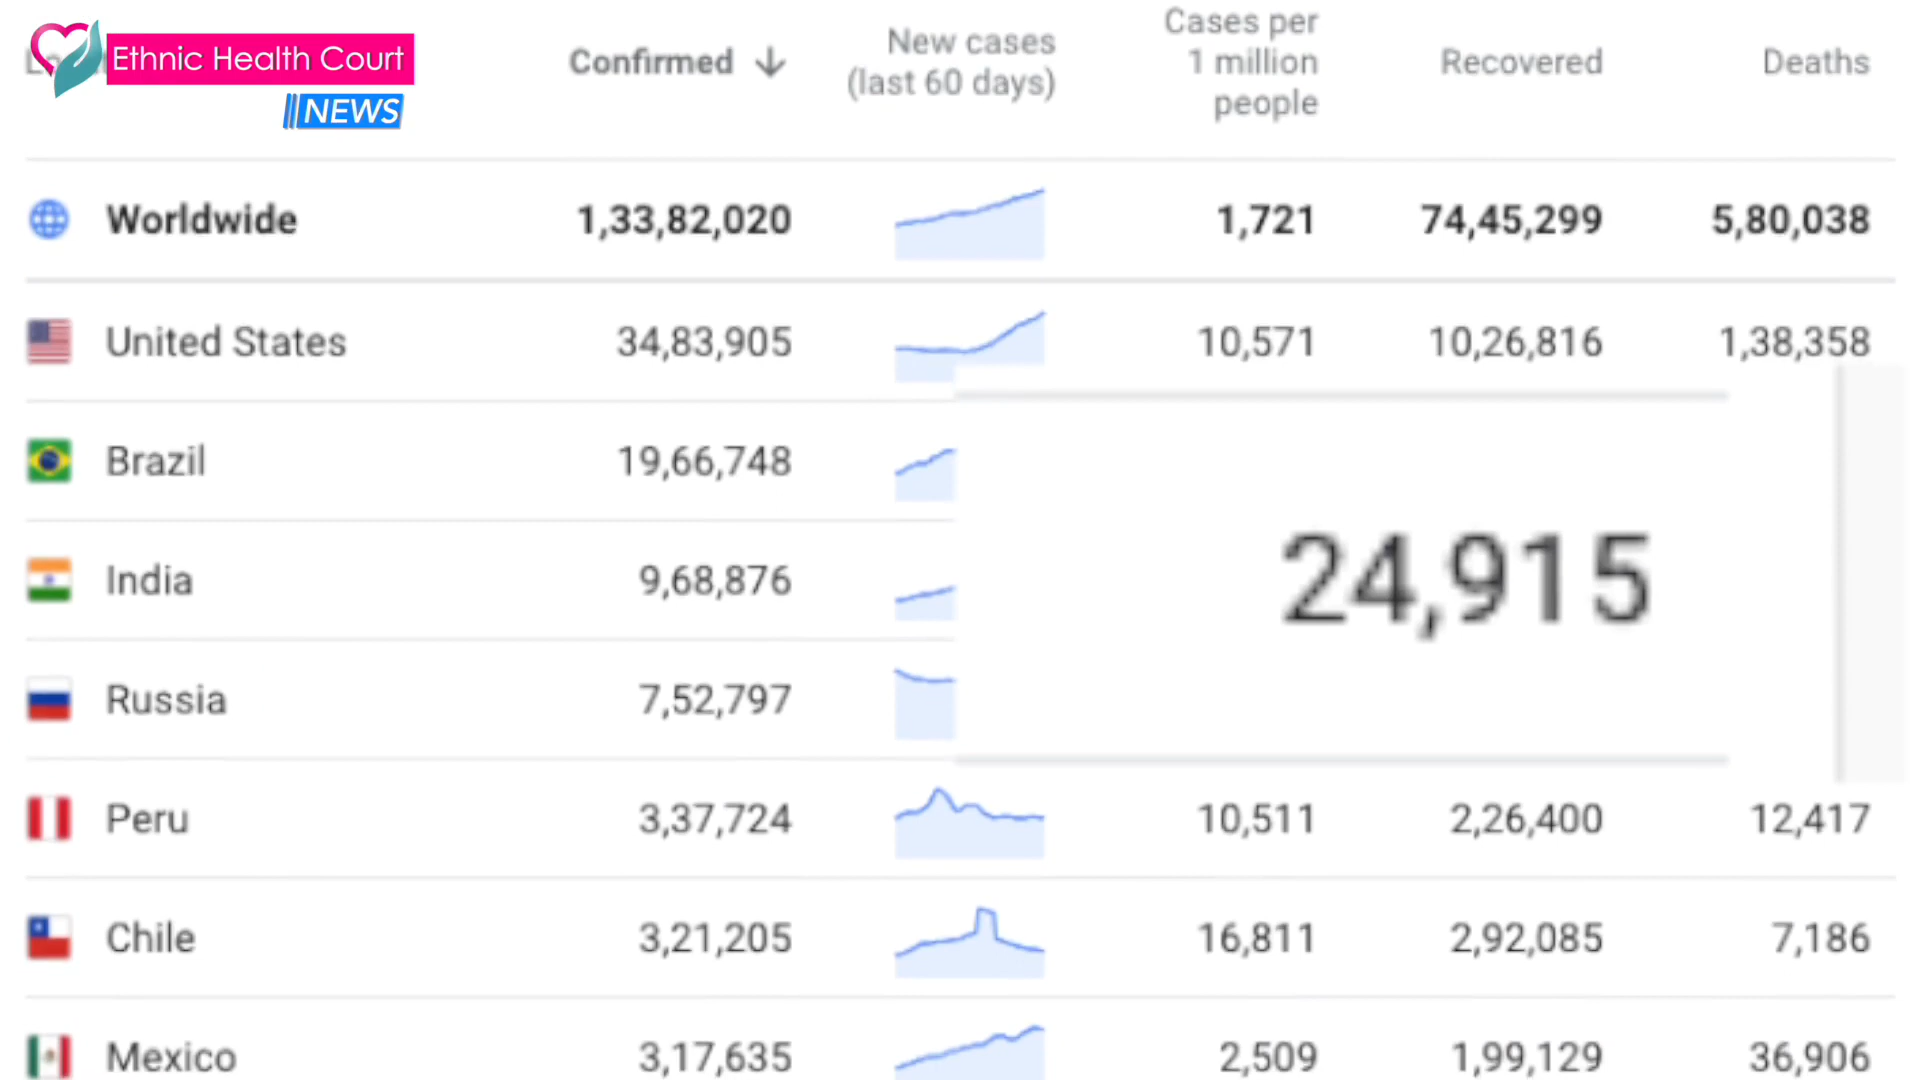 Ethnic Health Court
NEWS
Confirmed ↓
New cases
(last 60 days)
Cases per
1 million
people
Recovered
Deaths
Worldwide 1,33,82,020 1,721 74,45,299 5,80,038
United States 34,83,905 10,571 10,26,816 1,38,358
Brazil 19,66,748
India 9,68,876 24,915
Russia 7,52,797
Peru 3,37,724 10,511 2,26,400 12,417
Chile 3,21,205 16,811 2,92,085 7,186
Mexico 3,17,635 2,509 1,99,129 36,906